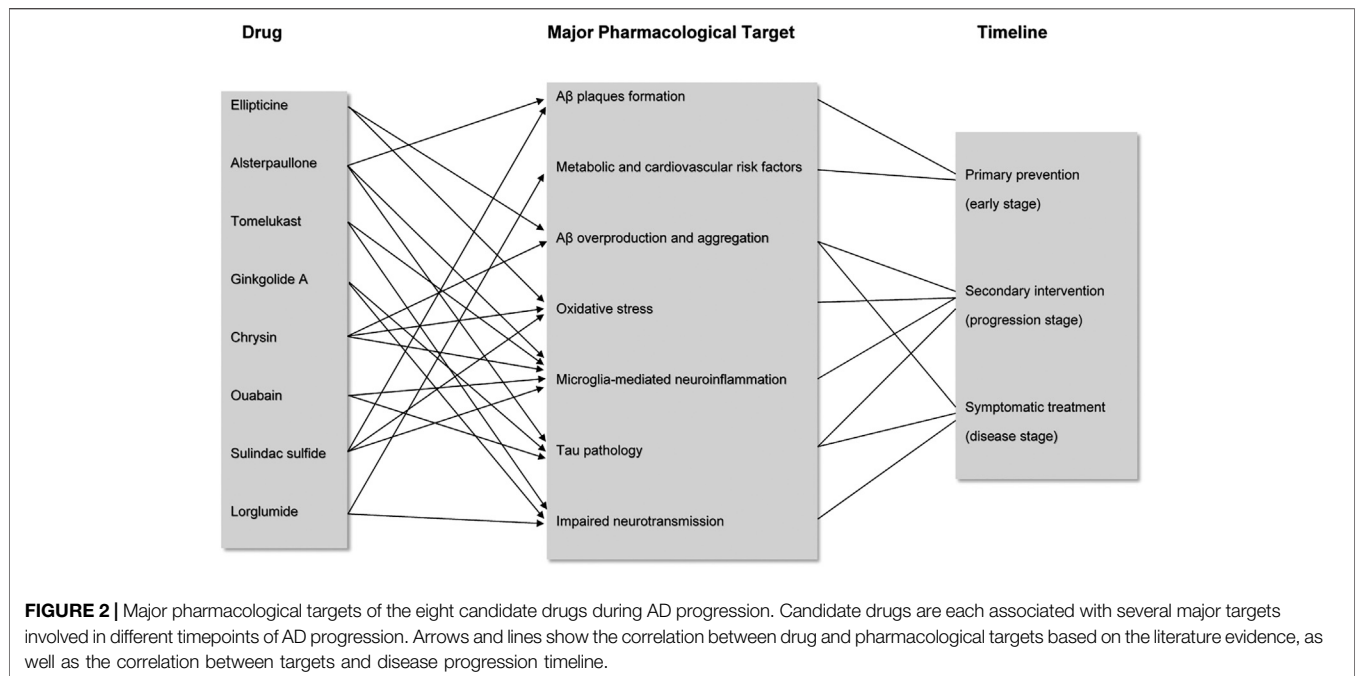 Drug
Major Pharmacological Target
Timeline
Ellipticine
Alsterpaullone
Tomelukast
Ginkgolide A
Chrysin
Ouabain
Sulindac sulfide
Lorglumide
Aβ plaques formation
Metabolic and cardiovascular risk factors
Aβ overproduction and aggregation
Oxidative stress
Microglia-mediated neuroinflammation
Tau pathology
Impaired neurotransmission
Primary prevention
(early stage)
Secondary intervention
(progression stage)
Symptomatic treatment
(disease stage)
FIGURE 2 | Major pharmacological targets of the eight candidate drugs during AD progression. Candidate drugs are each associated with several major targets
involved in different timepoints of AD progression. Arrows and lines show the correlation between drug and pharmacological targets based on the literature evidence, as
well as the correlation between targets and disease progression timeline.